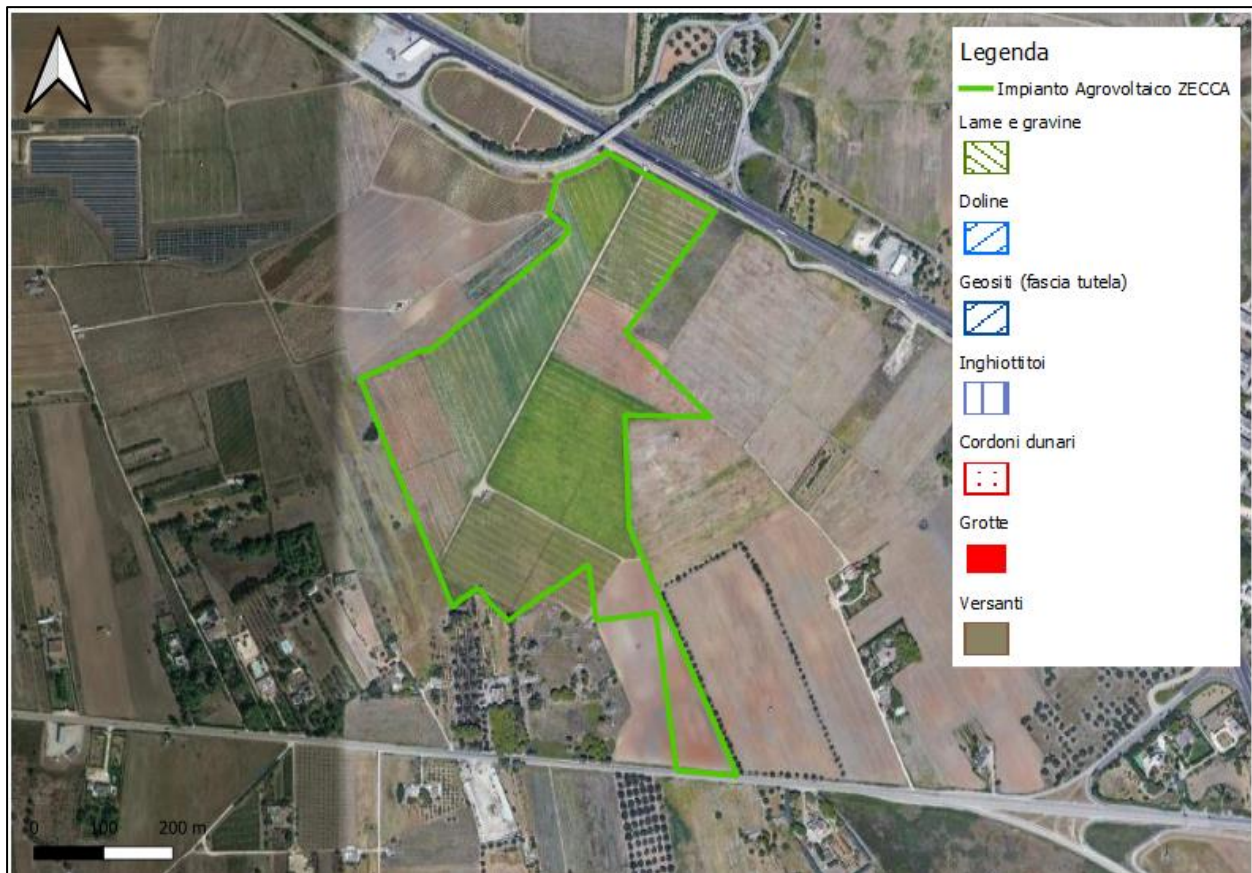 Legenda
Impianto Agrovoltaico ZECCA
Lame e gravine
Doline
Geositi (fascia tutela)
Inghiottitoi
Cordoni dunari
Grotte
Versanti
0 100 200 m